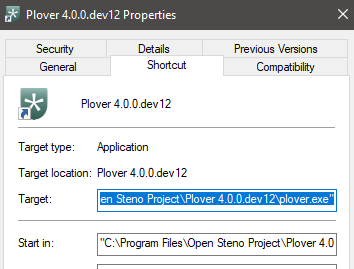 Plover 4.0.0.dev12 Properties
Security Details Previous Versions
General Shortcut Compatibility
Plover 4.0.0.dev12
Target type: Application
Target location: Plover 4.0.0.dev12
Target: en Steno Project\Plover 4.0.0.dev12\plover.exe"
Start in: "C:\Program Files\Open Steno Project\Plover 4.0